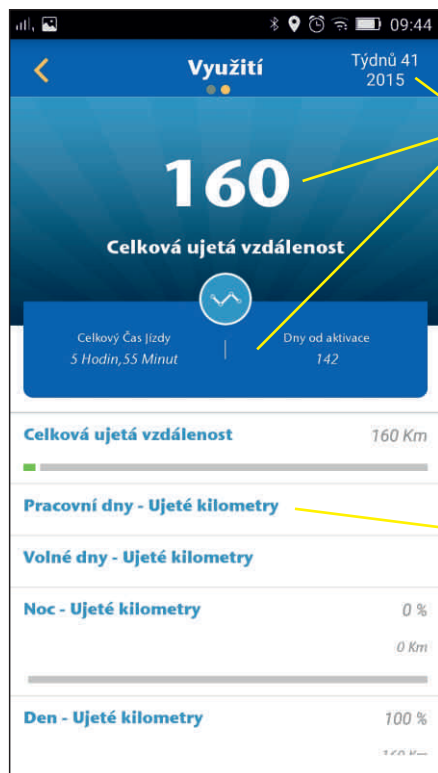 09:44
Využití
Týdnů 41
2015
160
Celková ujetá vzdálenost
Celkový Čas Jízdy
5 Hodin,55 Minut
Dny od aktivace
142
Celková ujetá vzdálenost
160 Km
Pracovní dny - Ujeté kilometry
Volné dny - Ujeté kilometry
Noc - Ujeté kilometry
0 %
0 Km
Den - Ujeté kilometry
100 %
160 Km